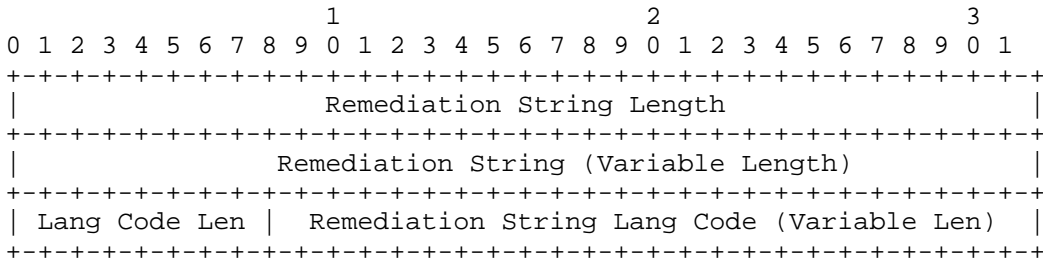 1                   2                   3
0 1 2 3 4 5 6 7 8 9 0 1 2 3 4 5 6 7 8 9 0 1 2 3 4 5 6 7 8 9 0 1
+-+-+-+-+-+-+-+-+-+-+-+-+-+-+-+-+-+-+-+-+-+-+-+-+-+-+-+-+-+-+-+-+
|                   Remediation String Length                   |
+-+-+-+-+-+-+-+-+-+-+-+-+-+-+-+-+-+-+-+-+-+-+-+-+-+-+-+-+-+-+-+-+
|                Remediation String (Variable Length)           |
+-+-+-+-+-+-+-+-+-+-+-+-+-+-+-+-+-+-+-+-+-+-+-+-+-+-+-+-+-+-+-+-+
| Lang Code Len |  Remediation String Lang Code (Variable Len)  |
+-+-+-+-+-+-+-+-+-+-+-+-+-+-+-+-+-+-+-+-+-+-+-+-+-+-+-+-+-+-+-+-+